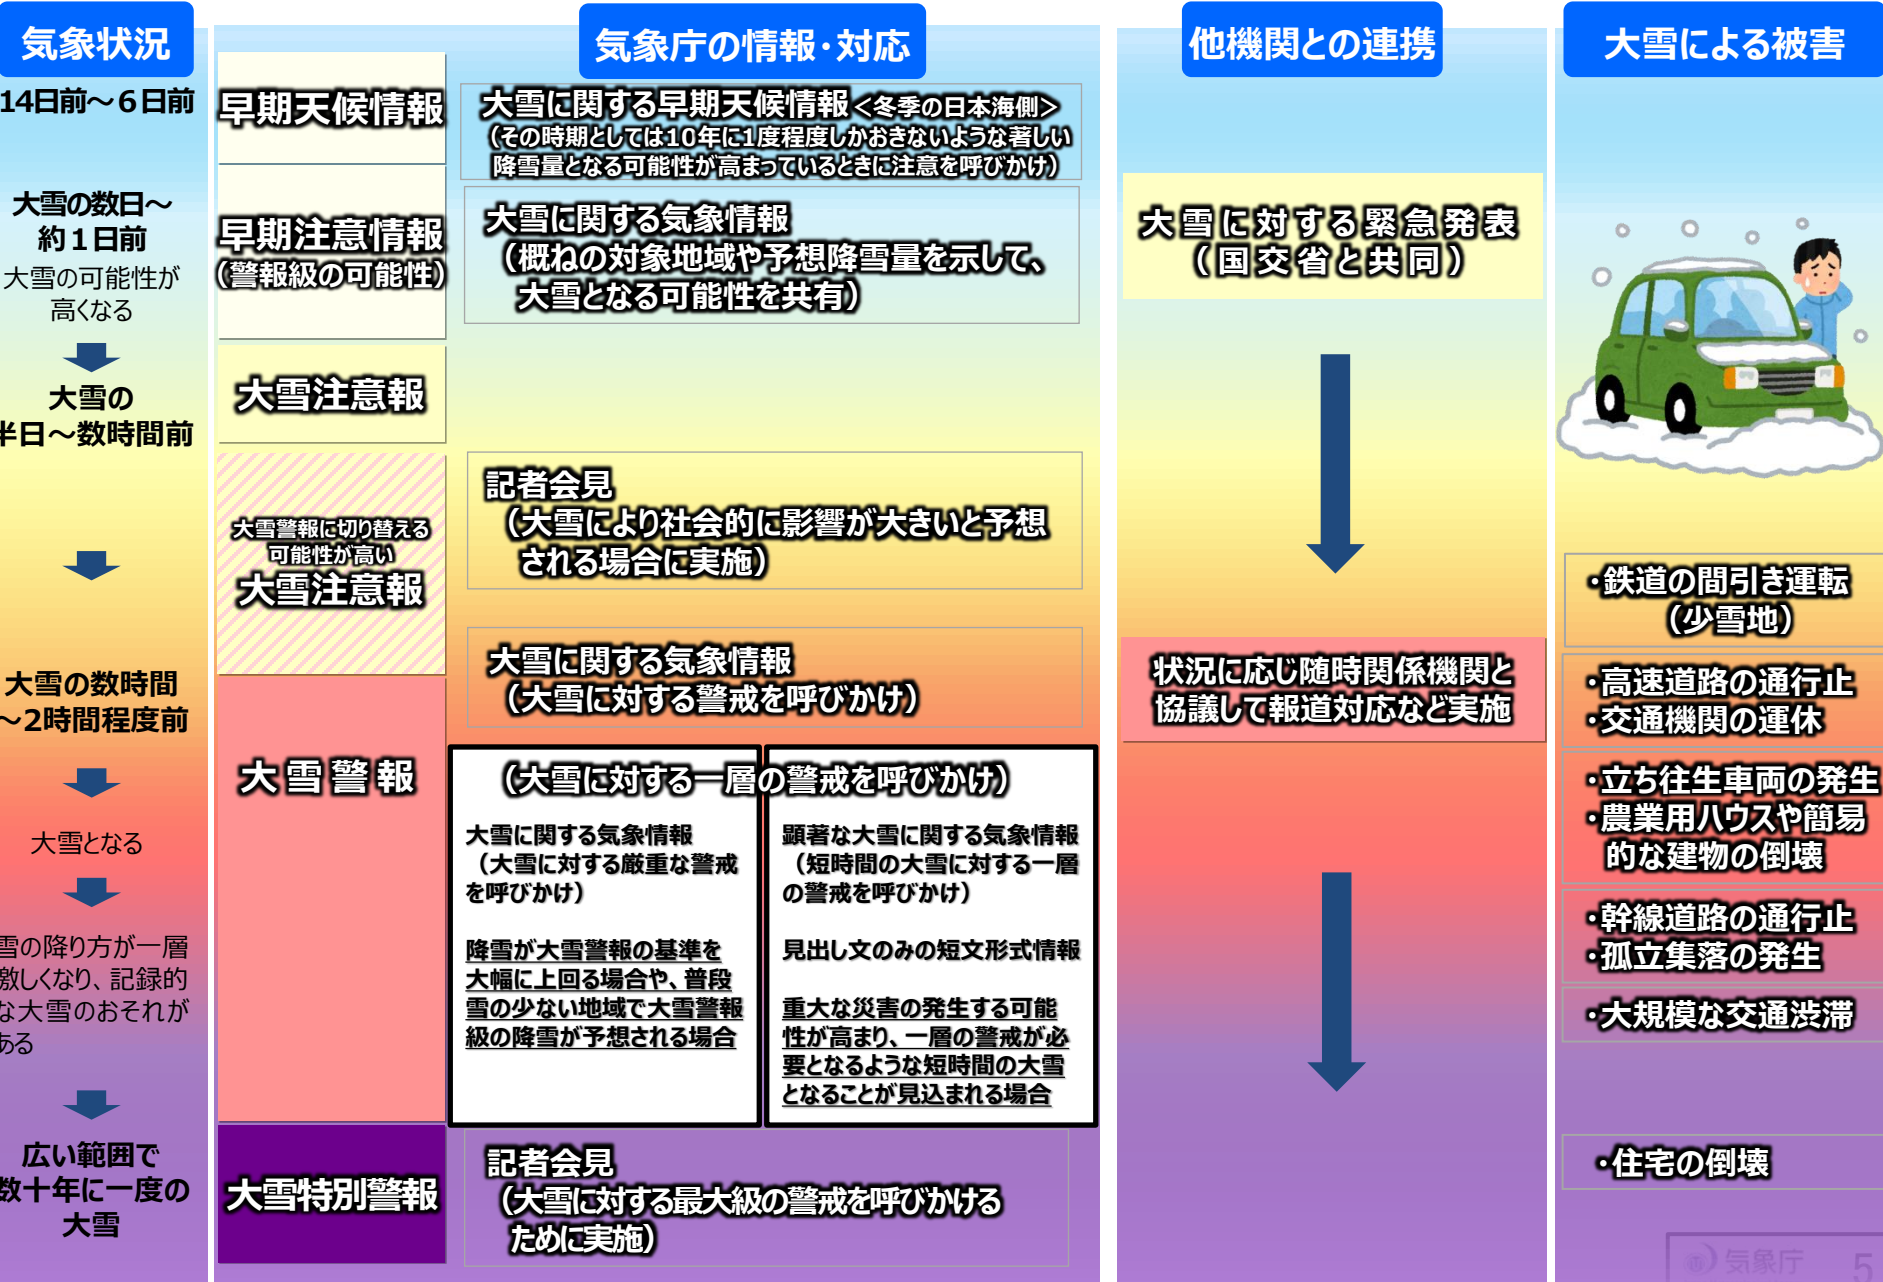 気象状況
気象庁の情報・対応
他機関との連携
大雪による被害
14日前～6日前
大雪の数日～
約1日前
大雪の可能性が
高くなる
大雪の
半日～数時間前
大雪の数時間
～2時間程度前
大雪となる
雪の降り方が一層
激しくなり、記録的
な大雪のおそれが
ある
広い範囲で
数十年に一度の
大雪
早期天候情報
早期注意情報
（警報級の可能性）
大雪注意報
大雪警報に切り替える
可能性が高い
大雪注意報
大雪警報
大雪特別警報
大雪に関する早期天候情報＜冬季の日本海側＞
（その時期としては10年に1度程度しかおきないような著しい
降雪量となる可能性が高まっているときに注意を呼びかけ）
大雪に関する気象情報
（概ねの対象地域や予想降雪量を示して、
大雪となる可能性を共有）
記者会見
（大雪により社会的に影響が大きいと予想
される場合に実施）
大雪に関する気象情報
（大雪に対する警戒を呼びかけ）
（大雪に対する一層の警戒を呼びかけ）
大雪に関する気象情報
（大雪に対する厳重な警戒
を呼びかけ）
降雪が大雪警報の基準を
大幅に上回る場合や、普段
雪の少ない地域で大雪警報
級の降雪が予想される場合
顕著な大雪に関する気象情報
（短時間の大雪に対する一層
の警戒を呼びかけ）
見出し文のみの短文形式情報
重大な災害の発生する可能
性が高まり、一層の警戒が必
要となるような短時間の大雪
となることが見込まれる場合
記者会見
（大雪に対する最大級の警戒を呼びかける
ために実施）
大雪に対する緊急発表
（国交省と共同）
状況に応じ随時関係機関と
協議して報道対応など実施
・鉄道の間引き運転
（少雪地）
・高速道路の通行止
・交通機関の運休
・立ち往生車両の発生
・農業用ハウスや簡易
的な建物の倒壊
・幹線道路の通行止
・孤立集落の発生
・大規模な交通渋滞
・住宅の倒壊
気象庁
5